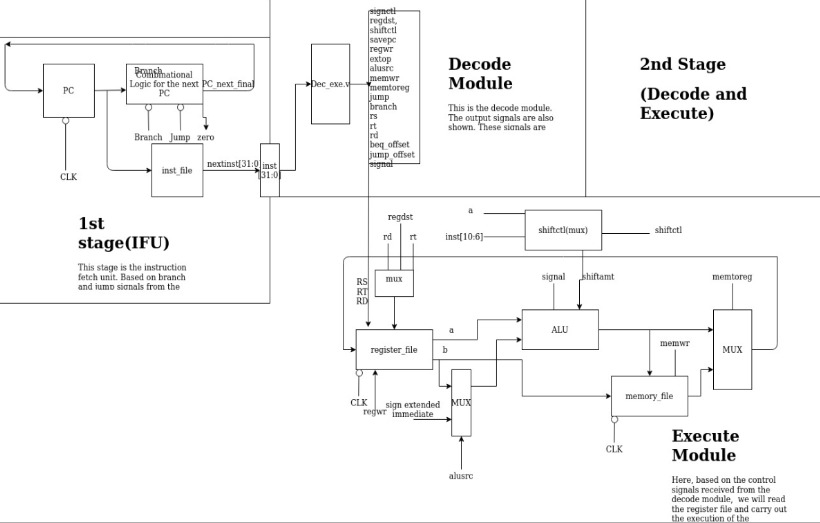 PC
Branch
Combinational
Logic for the next
PC
PC_next_final
Branch
Jump
zero
CLK
inst_file
nextinst[31:0]
inst
[31:0]
1st
stage(IFU)
This stage is the instruction
fetch unit. Based on branch
and jump signals from the
Dec_exe.v
signctl
regdst,
shiftctl
savepc
regwr
extop
alusrc
memwr
memtoreg
jump
branch
rs
rt
rd
beq_offset
jump_offset
signal
Decode
Module
This is the decode module.
The output signals are also
shown. These signals are
2nd Stage
(Decode and
Execute)
a
inst[10:6]
shiftctl(mux)
shiftctl
regdst
rd
rt
mux
RS
RT
RD
signal
shiftamt
memtoreg
register_file
a
b
ALU
MUX
memwr
CLK
regwr
sign extended
immediate
MUX
alusrc
memory_file
CLK
Execute
Module
Here, based on the control
signals received from the
decode module, we will read
the register file and carry out
the execution of the